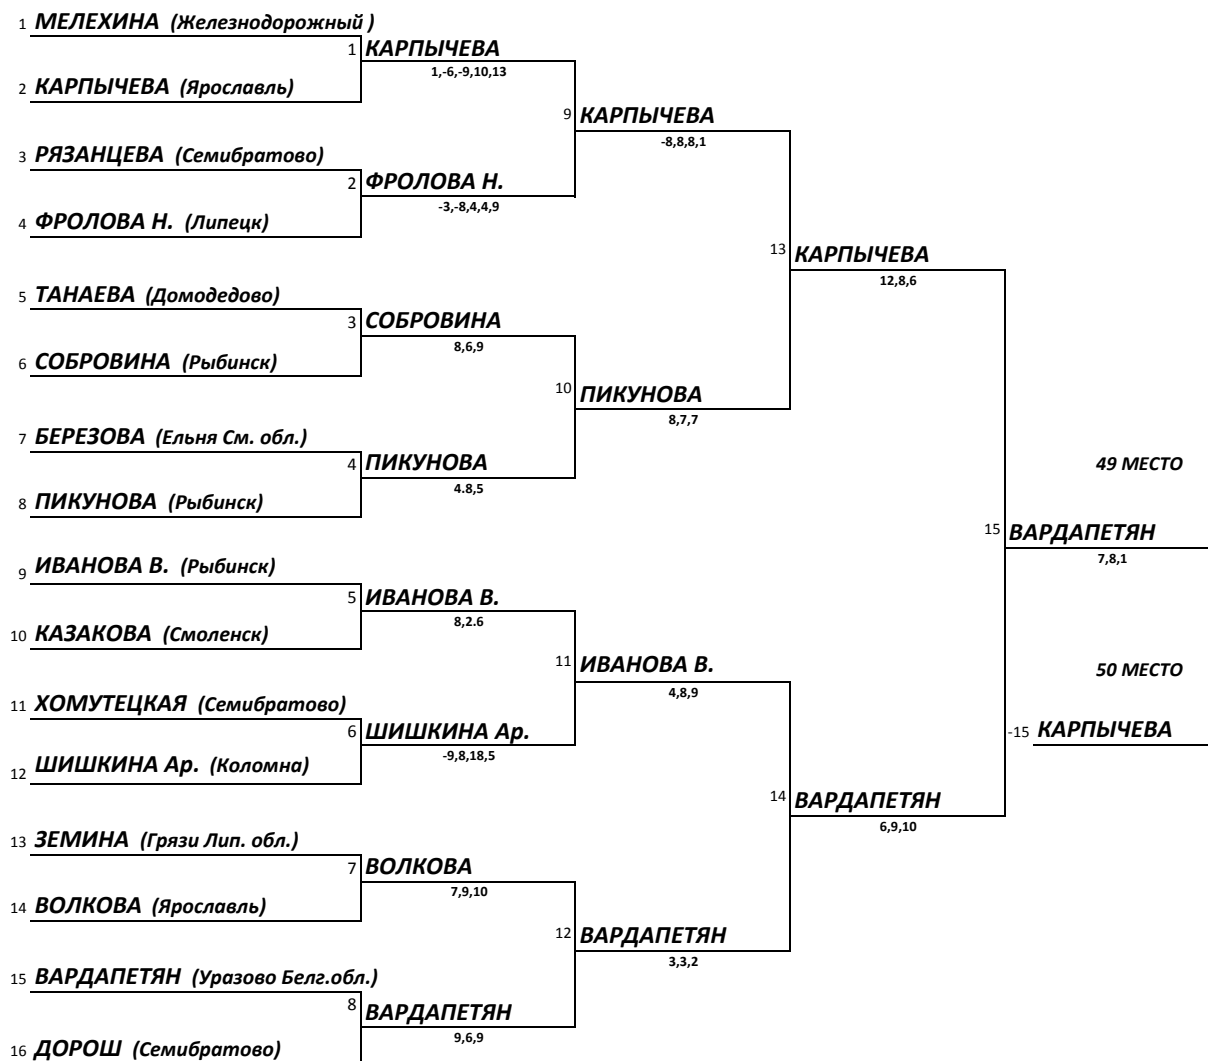 1 МЕЛЕХИНА (Железнодорожный )
1 КАРПЫЧЕВА
1,-6,-9,10,13
2 КАРПЫЧЕВА (Ярославль)
9 КАРПЫЧЕВА
-8,8,8,1
3 РЯЗАНЦЕВА (Семибратово)
2 ФРОЛОВА Н.
-3,-8,4,4,9
4 ФРОЛОВА Н. (Липецк)
13 КАРПЫЧЕВА
12,8,6
5 ТАНАЕВА (Домодедово)
3 СОБРОВИНА
8,6,9
6 СОБРОВИНА (Рыбинск)
10 ПИКУНОВА
8,7,7
7 БЕРЕЗОВА (Ельня См. обл.)
4 ПИКУНОВА
4.8,5
49 МЕСТО
8 ПИКУНОВА (Рыбинск)
15 ВАРДАПЕТЯН
7,8,1
9 ИВАНОВА В. (Рыбинск)
5 ИВАНОВА В.
8,2.6
10 КАЗАКОВА (Смоленск)
11 ИВАНОВА В.
4,8,9
50 МЕСТО
11 ХОМУТЕЦКАЯ (Семибратово)
6 ШИШКИНА Ар.
-9,8,18,5
-15 КАРПЫЧЕВА
12 ШИШКИНА Ар. (Коломна)
14 ВАРДАПЕТЯН
6,9,10
13 ЗЕМИНА (Грязи Лип. обл.)
7 ВОЛКОВА
7,9,10
14 ВОЛКОВА (Ярославль)
12 ВАРДАПЕТЯН
3,3,2
15 ВАРДАПЕТЯН (Уразово Белг.обл.)
8 ВАРДАПЕТЯН
9,6,9
16 ДОРОШ (Семибратово)